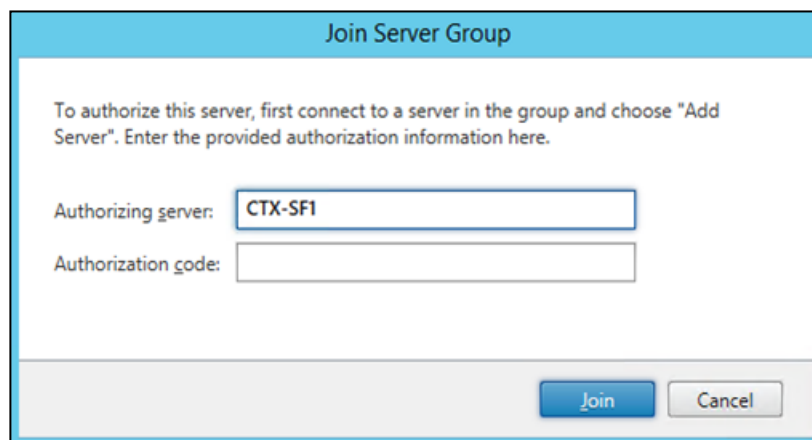 Join Server Group
To authorize this server, first connect to a server in the group and choose "Add
Server". Enter the provided authorization information here.
Authorizing server: CTX-SF1
Authorization code:
Join Cancel